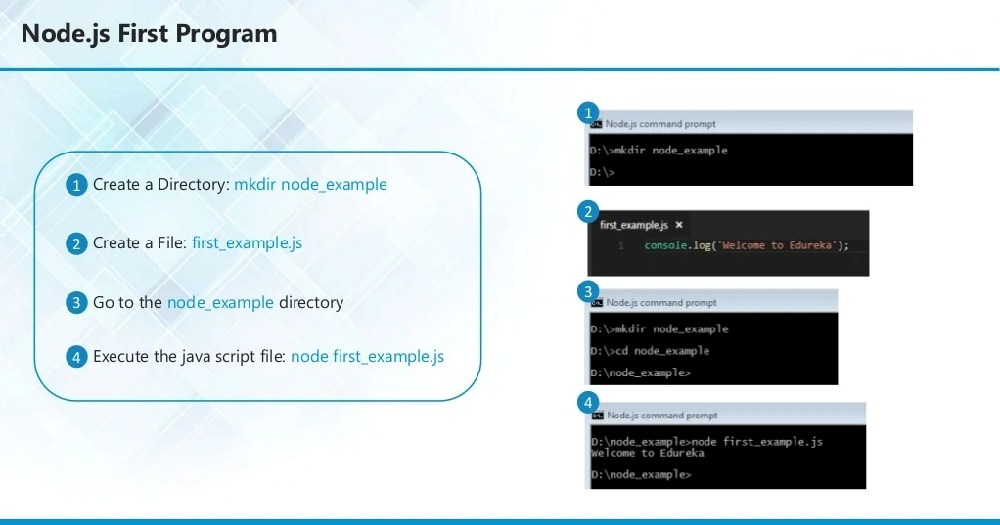 Node.js First Program
1 Create a Directory: mkdir node_example
2 Create a File: first_example.js
3 Go to the node_example directory
4 Execute the java script file: node first_example.js
1
Node.js command prompt
D:\>mkdir node_example
D:\>
2
first_example.js ×
1 console.log('Welcome to Edureka');
3
Node.js command prompt
D:\>mkdir node_example
D:\>cd node_example
D:\node_example>
4
Node.js command prompt
D:\node_example>node first_example.js
Welcome to Edureka
D:\node_example>